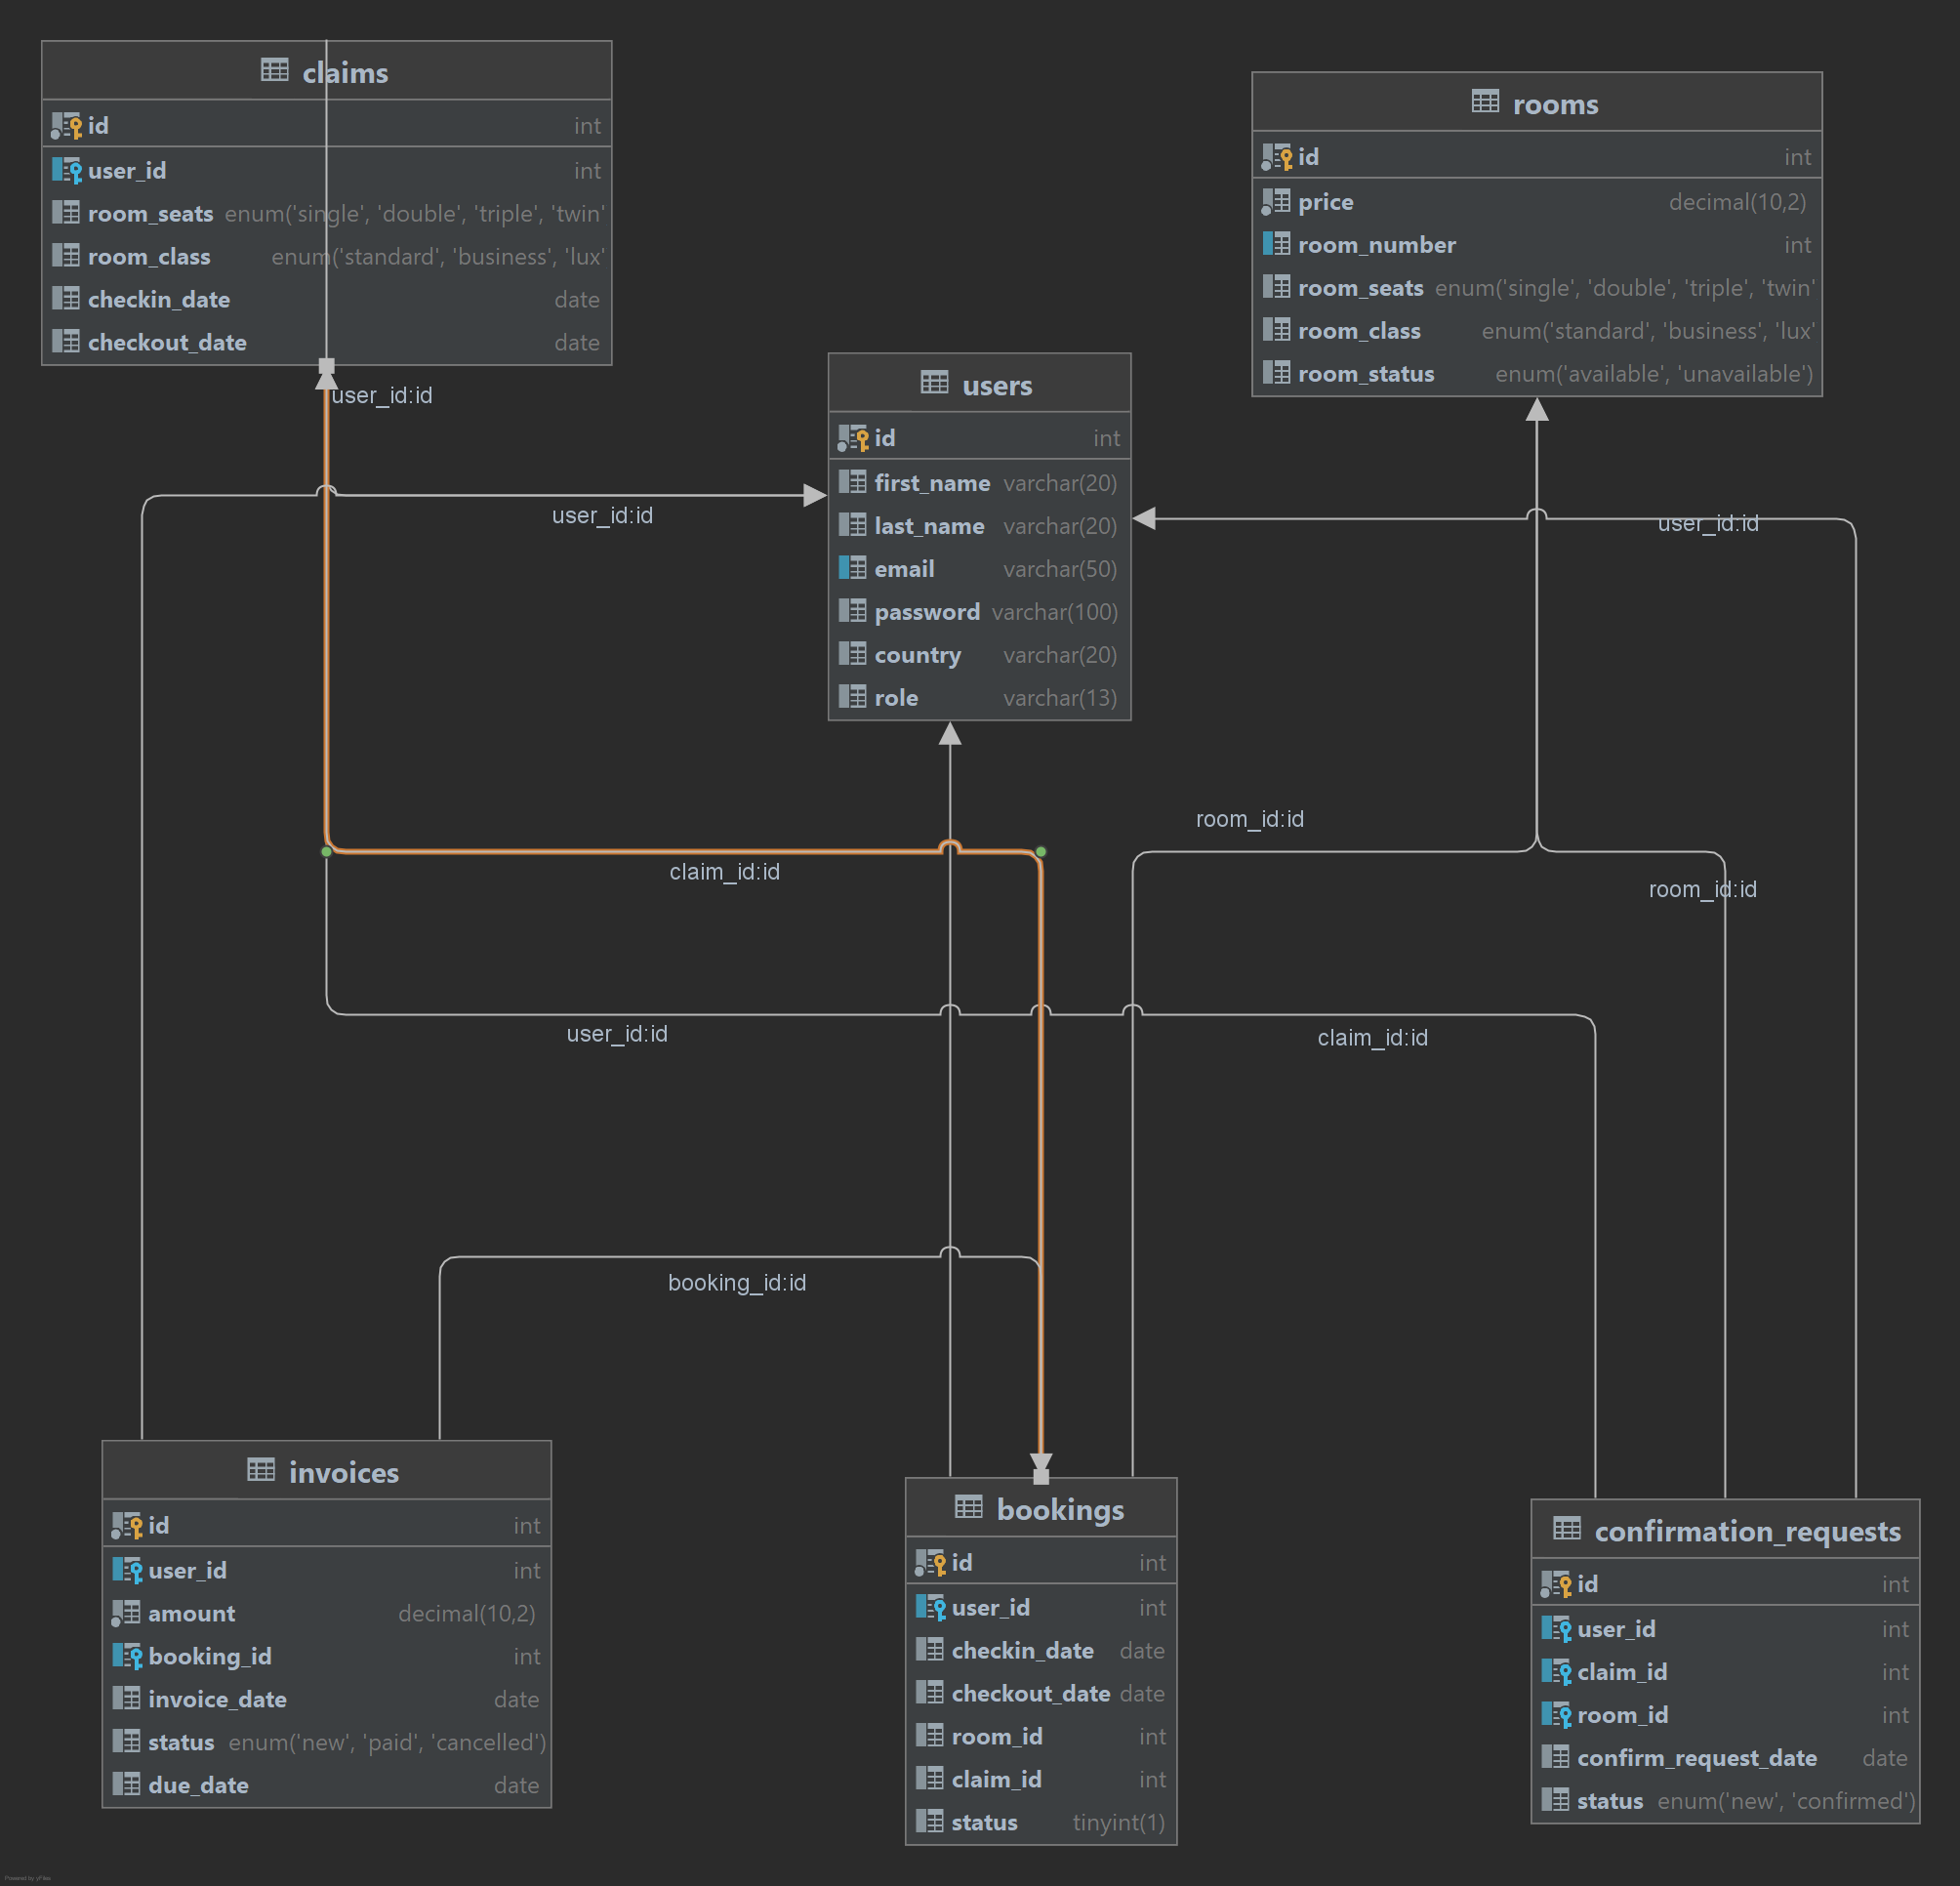 claims
id int
user_id int
room_seats enum('single', 'double', 'triple', 'twin'
room_class enum('standard', 'business', 'lux'
checkin_date date
checkout_date date
rooms
id int
price decimal(10,2)
room_number int
room_seats enum('single', 'double', 'triple', 'twin'
room_class enum('standard', 'business', 'lux'
room_status enum('available', 'unavailable')
users
id int
first_name varchar(20)
last_name varchar(20)
email varchar(50)
password varchar(100)
country varchar(20)
role varchar(13)
user_id:id
user_id:id
user_id:id
room_id:id
claim_id:id
room_id:id
user_id:id
claim_id:id
booking_id:id
invoices
id int
user_id int
amount decimal(10,2)
booking_id int
invoice_date date
status enum('new', 'paid', 'cancelled')
due_date date
bookings
id int
user_id int
checkin_date date
checkout_date date
room_id int
claim_id int
status tinyint(1)
confirmation_requests
id int
user_id int
claim_id int
room_id int
confirm_request_date date
status enum('new', 'confirmed')
Powered by yFiles